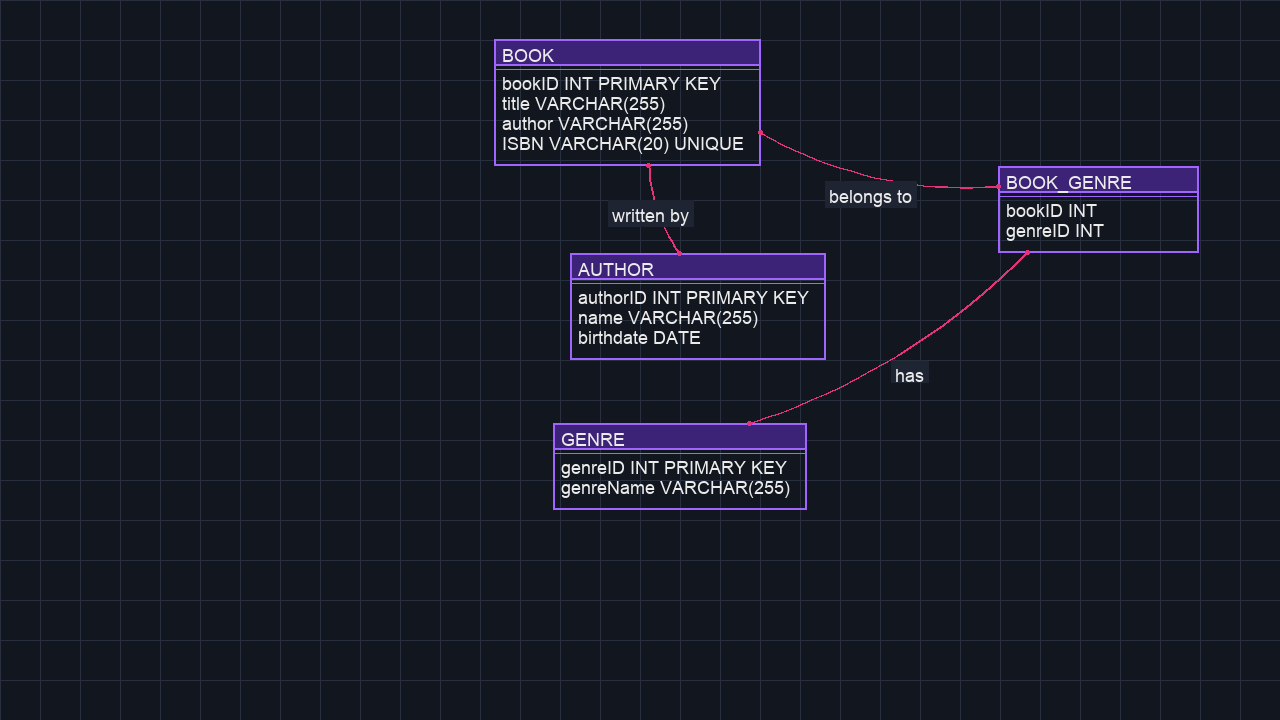 BOOK
bookID INT PRIMARY KEY
title VARCHAR(255)
author VARCHAR(255)
ISBN VARCHAR(20) UNIQUE
belongs to
BOOK_GENRE
bookID INT
genreID INT
written by
AUTHOR
authorID INT PRIMARY KEY
name VARCHAR(255)
birthdate DATE
has
GENRE
genreID INT PRIMARY KEY
genreName VARCHAR(255)